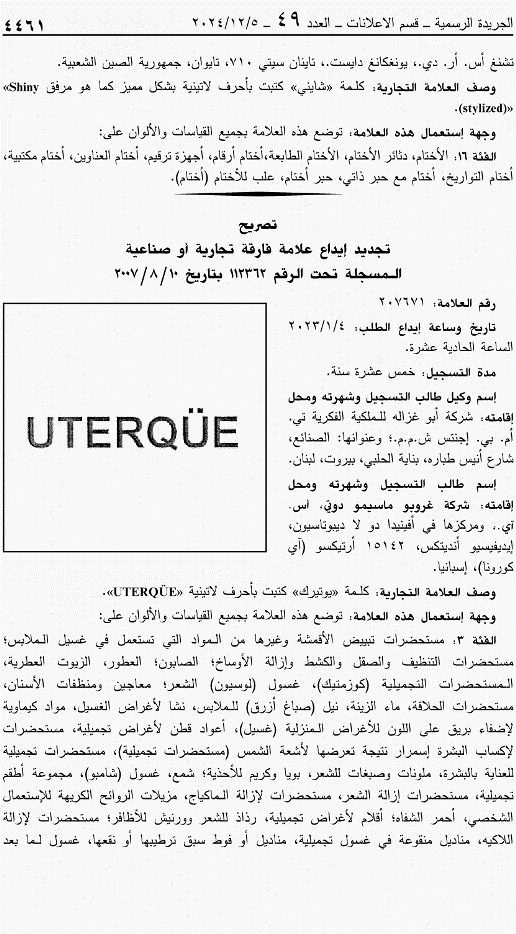 الجريدة الرسمية ــ قسم الاعلانات ــ العدد ٤٩ ــ ٢٠٢٤/١٢/٥
٤٤٦١
تشنغ أس. أر. دي.، يونغكانغ دايست.، تاينان سيتي ٧١٠، تايوان، جمهورية الصين الشعبية.
وصف العلامة التجارية: كلمة «شايني» كتبت بأحرف لاتينية بشكل مميز كما هو مرفق «Shiny
(stylized)».
وجهة إستعمال هذه العلامة: توضع هذه العلامة بجميع القياسات والألوان على:
الفئة ١٦: الأختام، دثائر الأختام، الأختام الطابعة،أختام أرقام، أجهزة ترقيم، أختام العناوين، أختام مكتبية،
أختام التواريخ، أختام مع حبر ذاتي، حبر أختام، علب للأختام (أختام).
تصريح
تجديد إيداع علامة فارقة تجارية أو صناعية
المسجلة تحت الرقم ١١٢٣٦٢ بتاريخ ٢٠٠٧/٨/١٠
رقم العلامة: ٢٠٧٦٧١
تاريخ وساعة إيداع الطلب: ٢٠٢٣/١/٤
الساعة الحادية عشرة.
مدة التسجيل: خمس عشرة سنة.
إسم وكيل طالب التسجيل وشهرته ومحل
إقامته: شركة أبو غزاله للملكية الفكرية تي.
أم. بي. إجنتس ش.م.م.؛ وعنوانها: الصنائع،
شارع أنيس طباره، بناية الحلبي، بيروت، لبنان.
إسم طالب التسجيل وشهرته ومحل
إقامته: شركة غروبو ماسيمو دوتي، اس.
آي.، ومركزها في أفينيدا دو لا ديبوتاسيون،
إيديفيسيو أنديتكس، ١٥١٤٢ أرتيكسو (آي
كورونا)، إسبانيا.
UTERQÜE
وصف العلامة التجارية: كلمة «يوتيرك» كتبت بأحرف لاتينية «UTERQÜE».
وجهة إستعمال هذه العلامة: توضع هذه العلامة بجميع القياسات والألوان على:
الفئة ٣: مستحضرات تبييض الأقمشة وغيرها من المواد التي تستعمل في غسيل الملابس؛
مستحضرات التنظيف والصقل والكشط وإزالة الأوساخ؛ الصابون؛ العطور، الزيوت العطرية،
المستحضرات التجميلية (كوزمتيك)، غسول (لوسيون) الشعر؛ معاجين ومنظفات الأسنان،
مستحضرات الحلاقة، ماء الزينة، نيل (صباغ أزرق) للملابس، نشا لأغراض الغسيل، مواد كيماوية
لإضفاء بريق على اللون للأغراض المنزلية (غسيل)، أعواد قطن لأغراض تجميلية، مستحضرات
لإكساب البشرة إسمرار نتيجة تعرضها لأشعة الشمس (مستحضرات تجميلية)، مستحضرات تجميلية
للعناية بالبشرة، ملونات وصبغات للشعر، بويا وكريم للأحذية؛ شمع، غسول (شامبو)، مجموعة أطقم
تجميلية، مستحضرات إزالة الشعر، مستحضرات لإزالة الماكياج، مزيلات الروائح الكريهة للإستعمال
الشخصي، أحمر الشفاه؛ أقلام لأغراض تجميلية، رذاذ للشعر وورنيش للأظافر؛ مستحضرات لإزالة
اللاكيه، مناديل منقوعة في غسول تجميلية، مناديل أو فوط سبق ترطيبها أو نقعها، غسول لما بعد